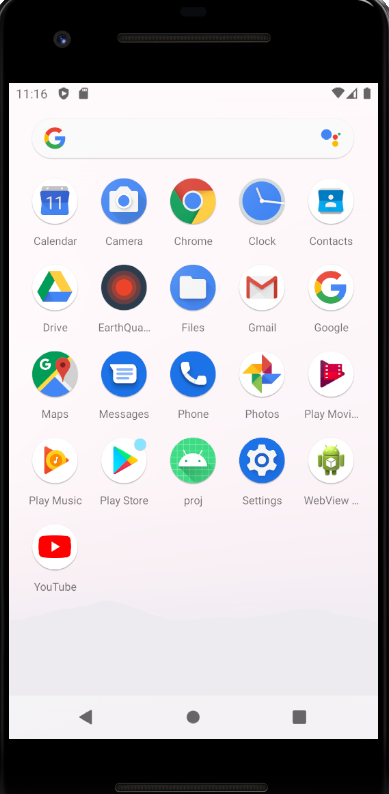 11:16
Calendar Camera Chrome Clock Contacts
Drive EarthQua... Files Gmail Google
Maps Messages Phone Photos Play Movi...
Play Music Play Store proj Settings WebView ...
YouTube